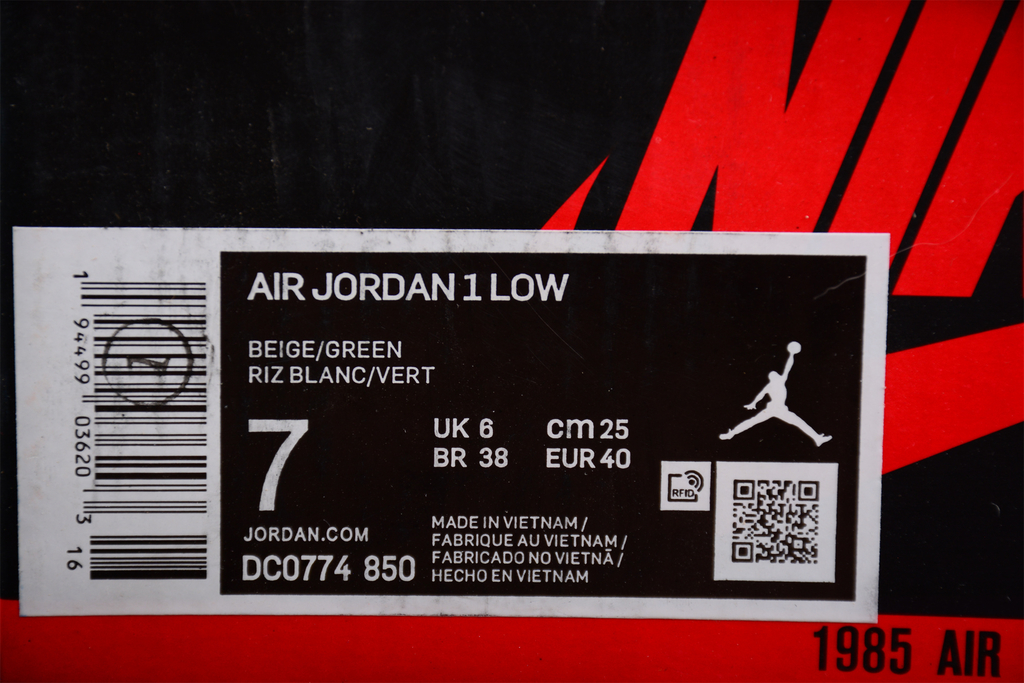 NIK
AIR JORDAN 1 LOW
BEIGE/GREEN
RIZ BLANC/VERT
7
UK 6
cm 25
BR 38
EUR 40
RFID
JORDAN.COM
DC0774 850
MADE IN VIETNAM /
FABRIQUE AU VIETNAM /
FABRICADO NO VIETNÃ /
HECHO EN VIETNAM
1 94499 03620 3
16
7
1985 AIR